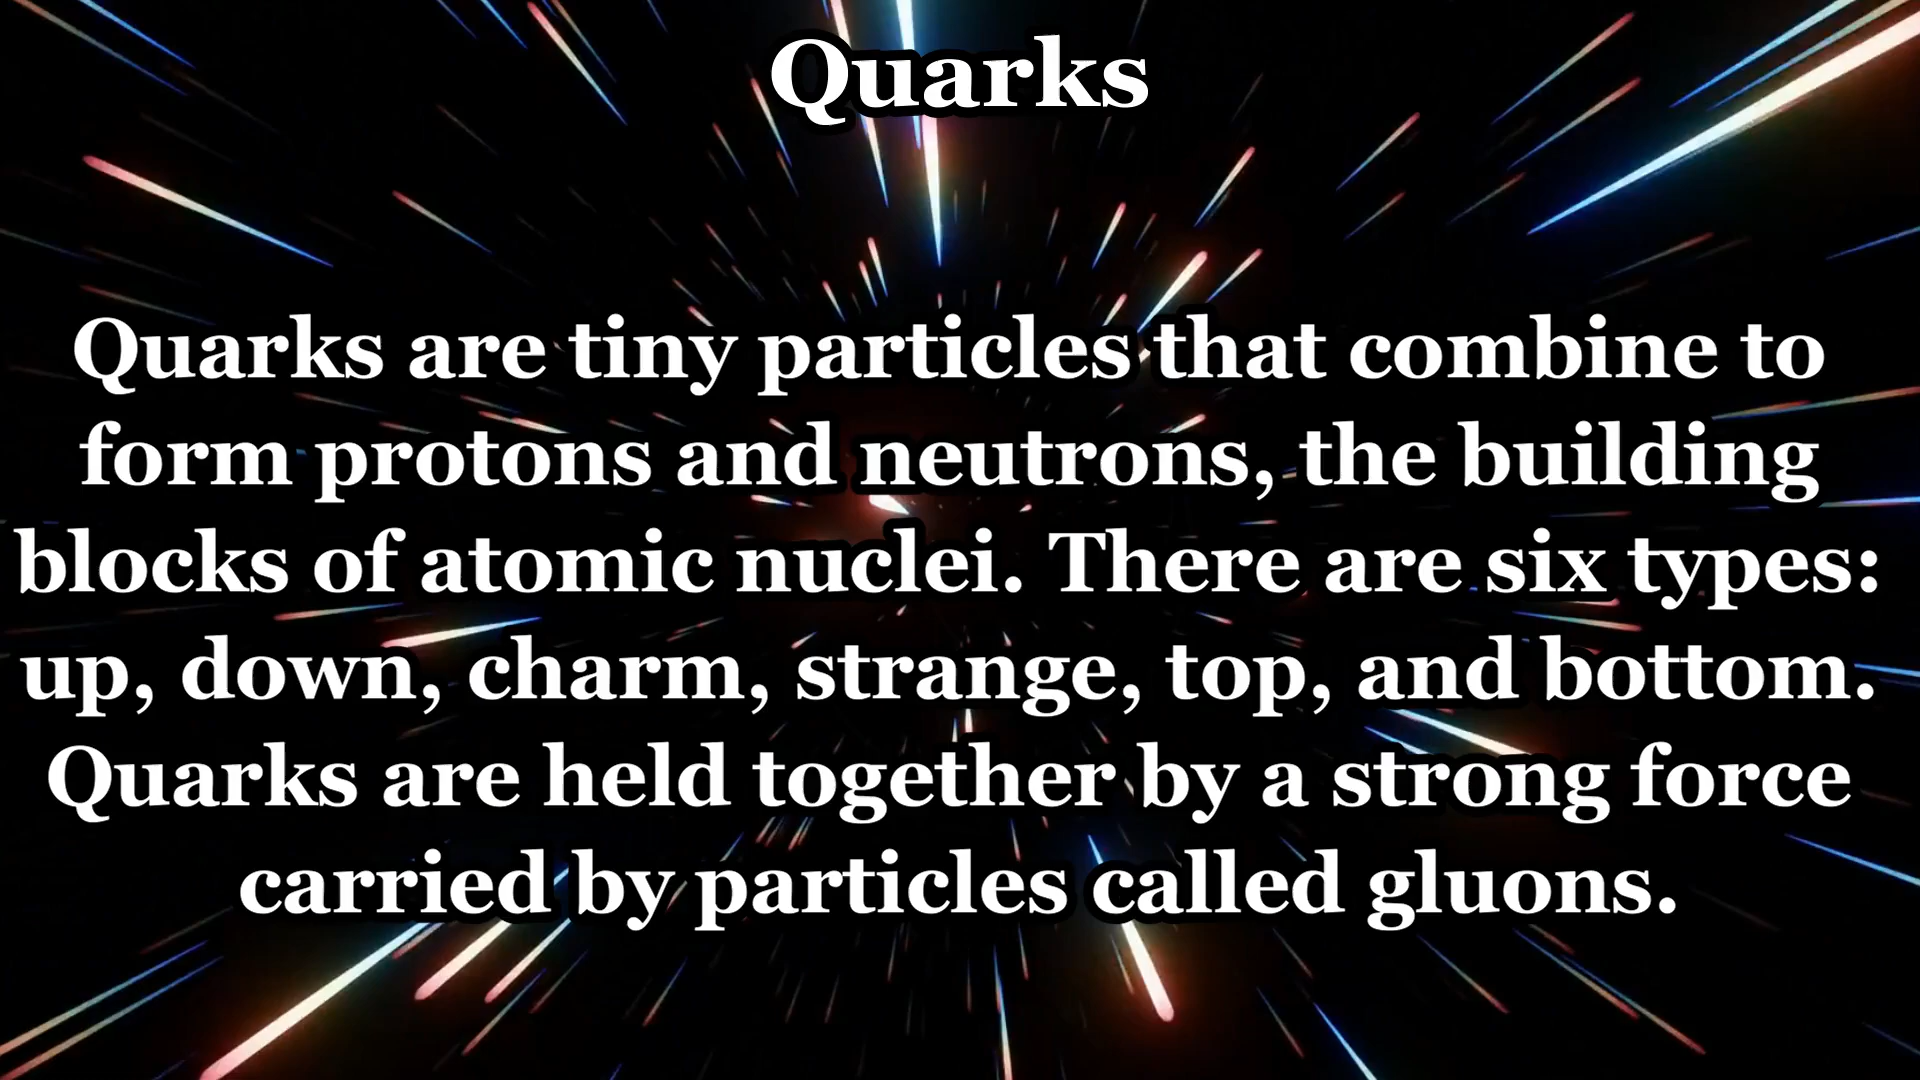 Quarks
Quarks are tiny particles that combine to
form protons and neutrons, the building
blocks of atomic nuclei. There are six types:
up, down, charm, strange, top, and bottom.
Quarks are held together by a strong force
carried by particles called gluons.